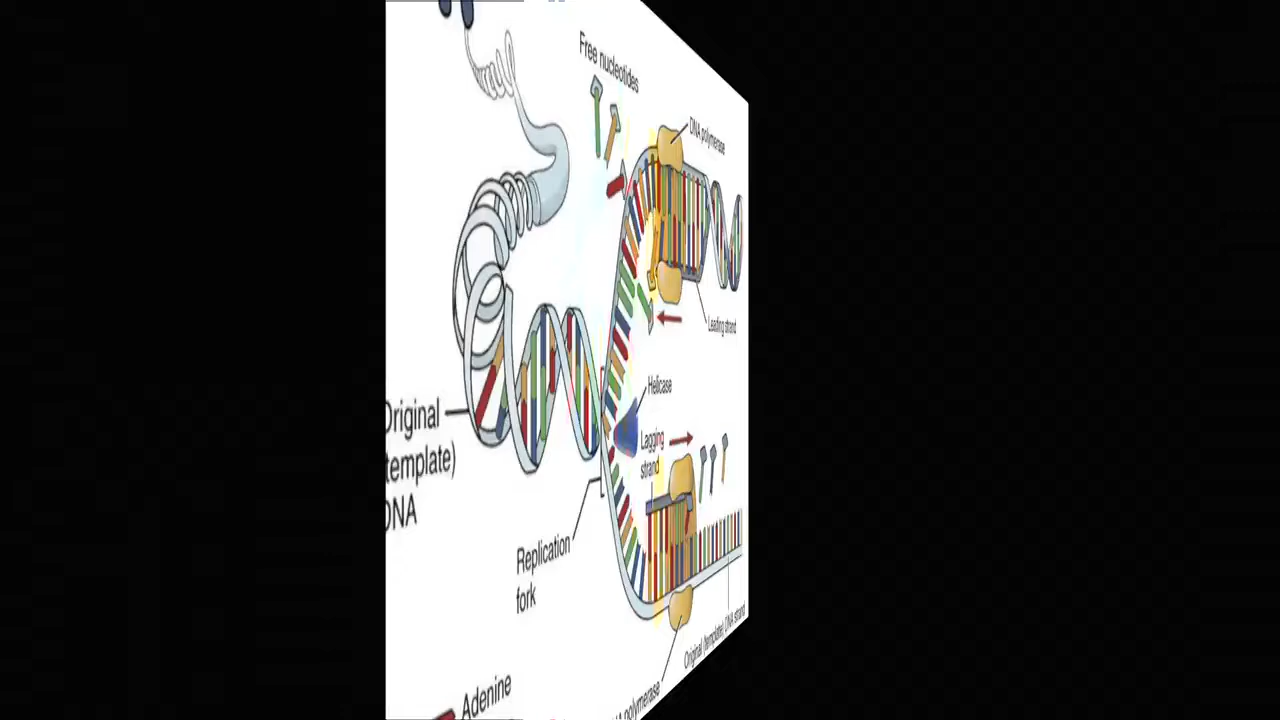 Free nucleotides
DNA polymerase
Leading strand
Helicase
Original
template)
DNA
Lagging
strand
Replication
fork
Original (template) DNA strand
Adenine
polymerase